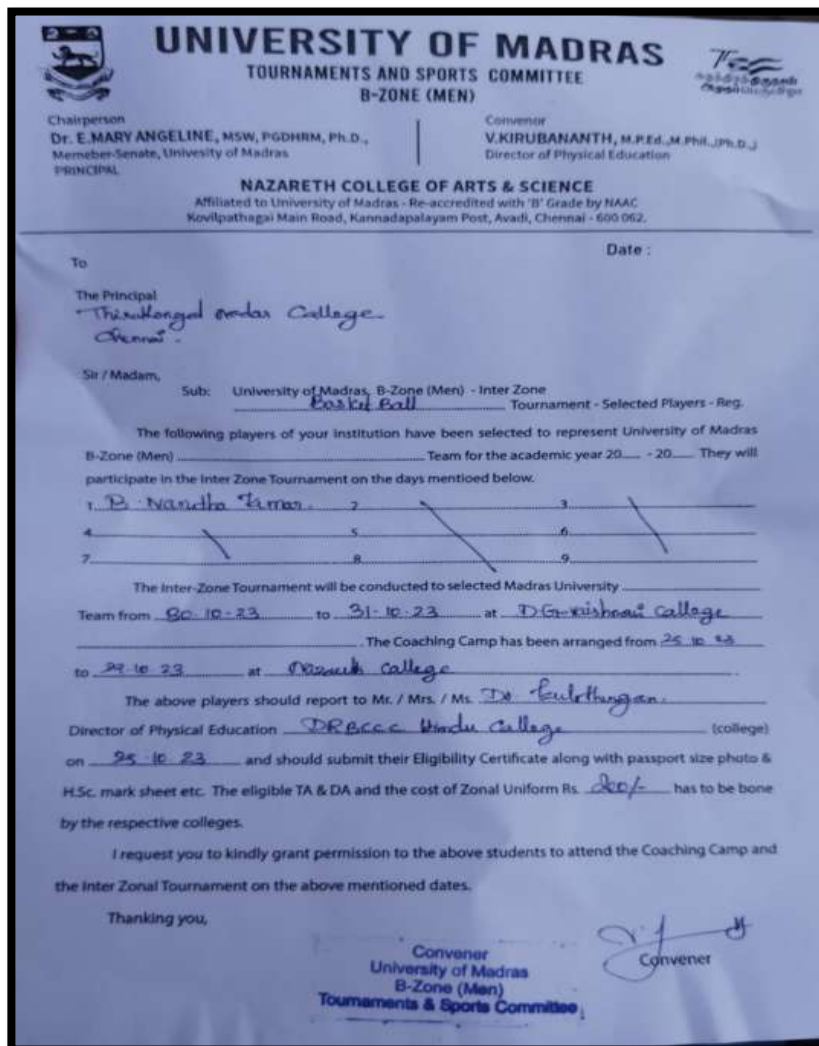 UNIVERSITY OF MADRAS
TOURNAMENTS AND SPORTS COMMITTEE
B-ZONE (MEN)
Chairperson
Dr. E.MARY ANGELINE, MSW, PGDHRM, Ph.D.,
Memeber-Senate, Univesity of Madras
PRINCIPAL
Convenor
V.KIRUBANANTH, M.P.Ed.,M.Phil.,(Ph.D.,)
Director of Physical Education
NAZARETH COLLEGE OF ARTS & SCIENCE
Affiliated to University of Madras - Re-accredited with 'B' Grade by NAAC
Kovilpathagai Main Road, Kannadapalayam Post, Avadi, Chennai - 600 062.
Date :
To
The Principal
College
Chennai.
Sir / Madam,
Sub: University of Madras, B-Zone (Men) - Inter Zone
Basket Ball Tournament - Selected Players - Reg.
The following players of your institution have been selected to represent University of Madras
B-Zone (Men) Team for the academic year 20 - 20 They will
participate in the Inter Zone Tournament on the days mentioed below.
1. B. Nandha Kumar. 2 3
4 5 6
7 8 9
The Inter-Zone Tournament will be conducted to selected Madras University
Team from 30-10-23 to 31-10-23 at College
. The Coaching Camp has been arranged from 25 10 23
to 29 10 23 at College
The above players should report to Mr. / Mrs. / Ms. Dr.
Director of Physical Education DRBCCC Hindu College (college)
on 25 10 23 and should submit their Eligibility Certificate along with passport size photo &
H.Sc. mark sheet etc. The eligible TA & DA and the cost of Zonal Uniform Rs. 200/- has to be bone
by the respective colleges.
I request you to kindly grant permission to the above students to attend the Coaching Camp and
the Inter Zonal Tournament on the above mentioned dates.
Thanking you,
Convener
Convener
University of Madras
B-Zone (Men)
Tournaments & Sports Committee